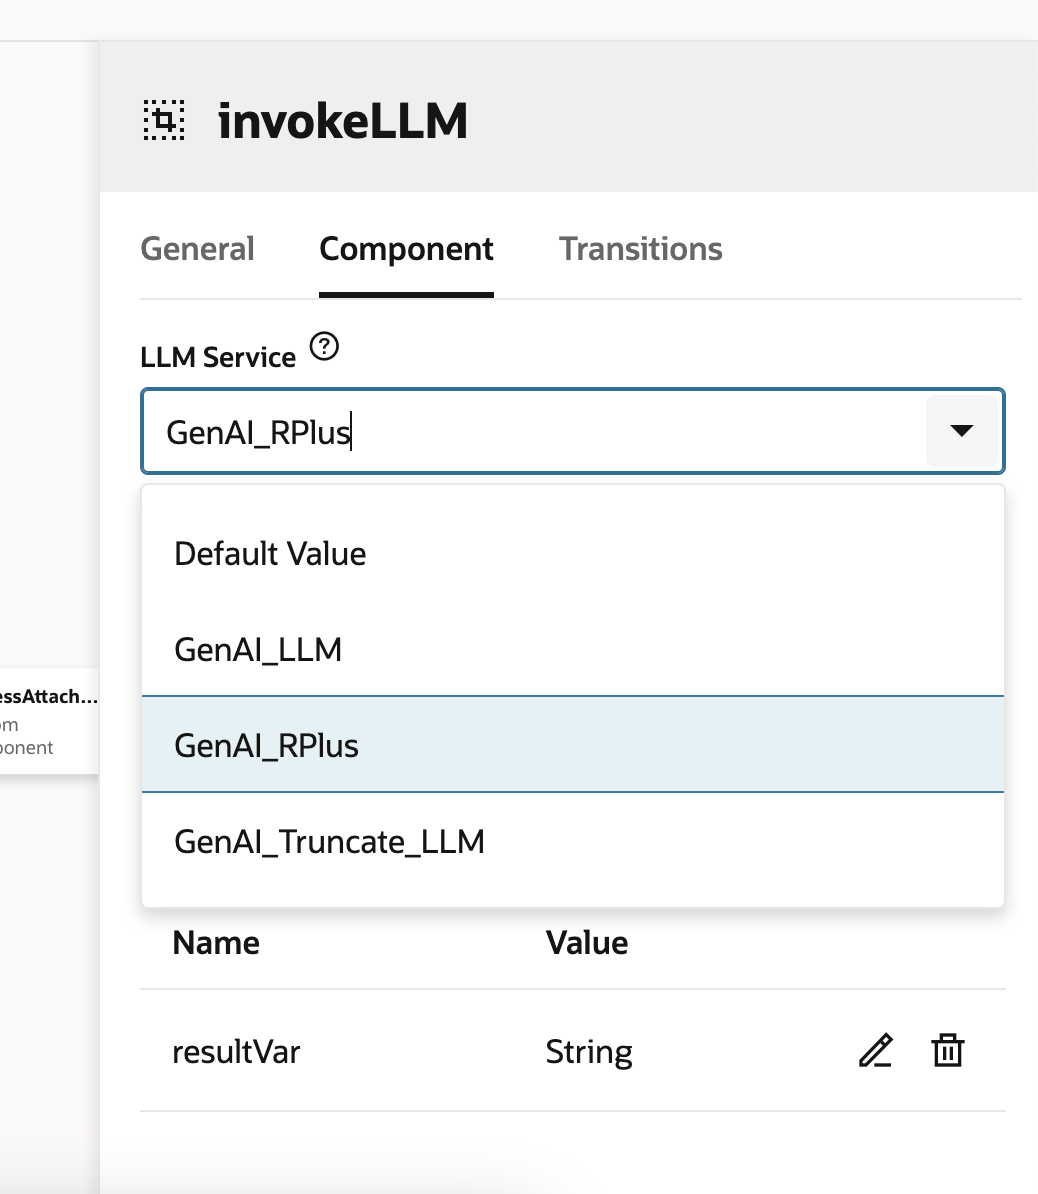 invokeLLM
General Component Transitions
LLM Service
GenAI_RPlus
Default Value
GenAI_LLM
GenAI_RPlus
GenAI_Truncate_LLM
essAttach...
om
ponent
Name Value
resultVar String